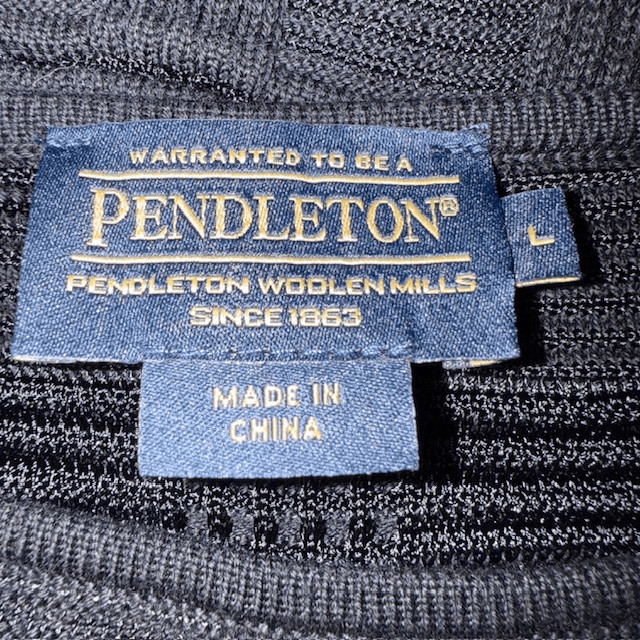 WARRANTED TO BE A
PENDLETON®
PENDLETON WOOLEN MILLS
SINCE 1863
L
MADE IN
CHINA